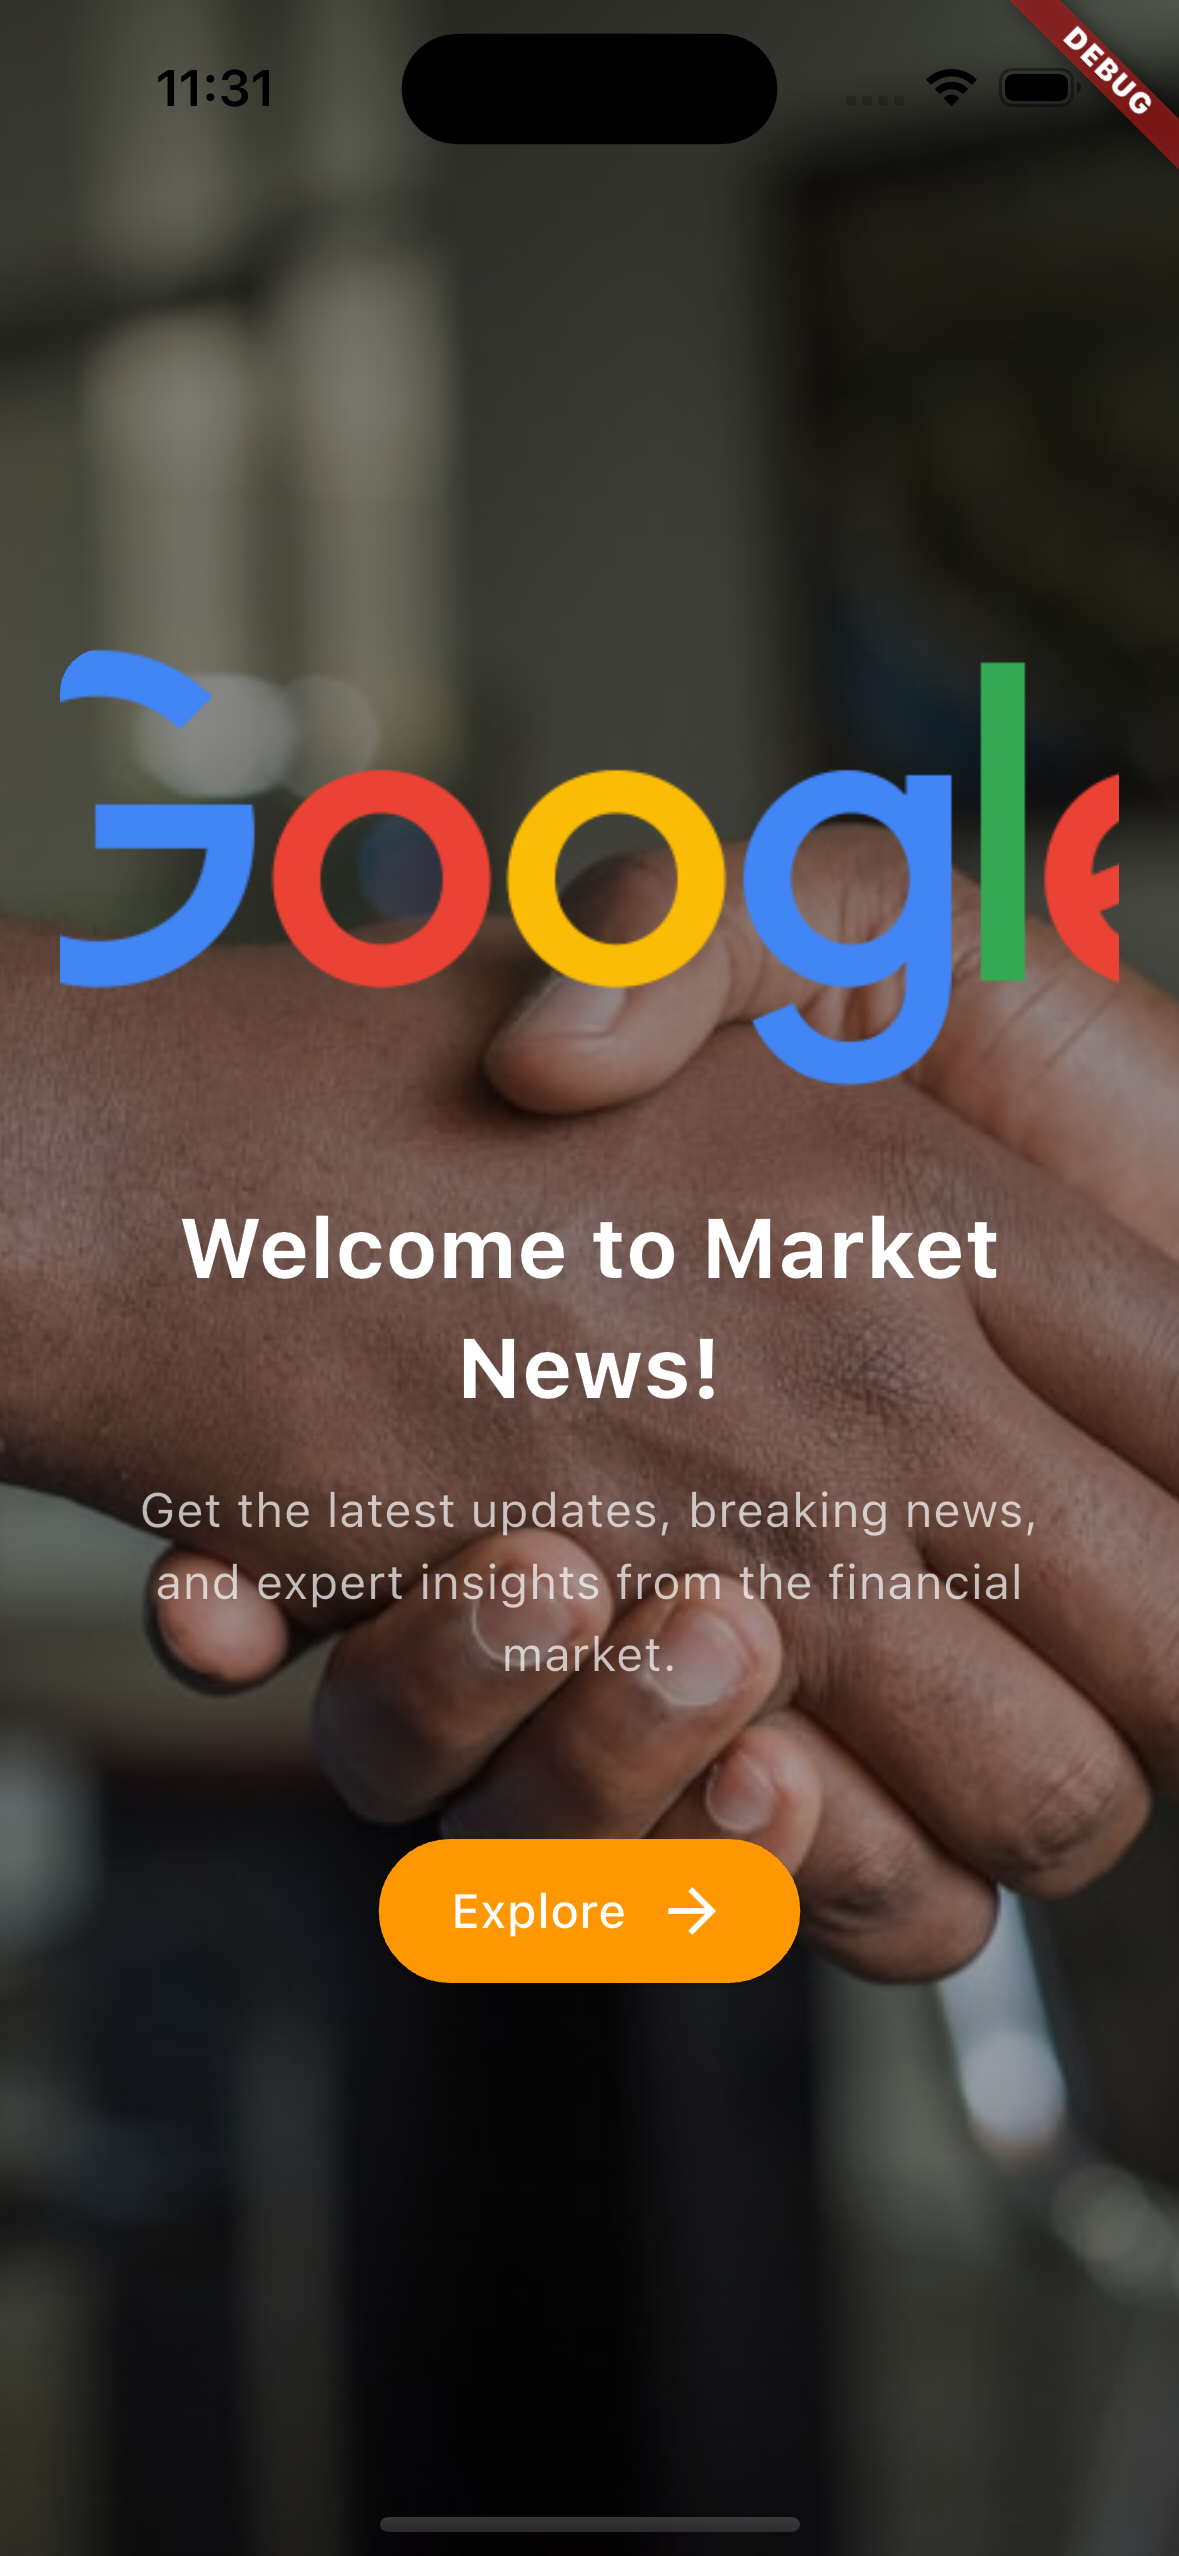 11:31
DEBUG
Google
Welcome to Market
News!
Get the latest updates, breaking news,
and expert insights from the financial
market.
Explore